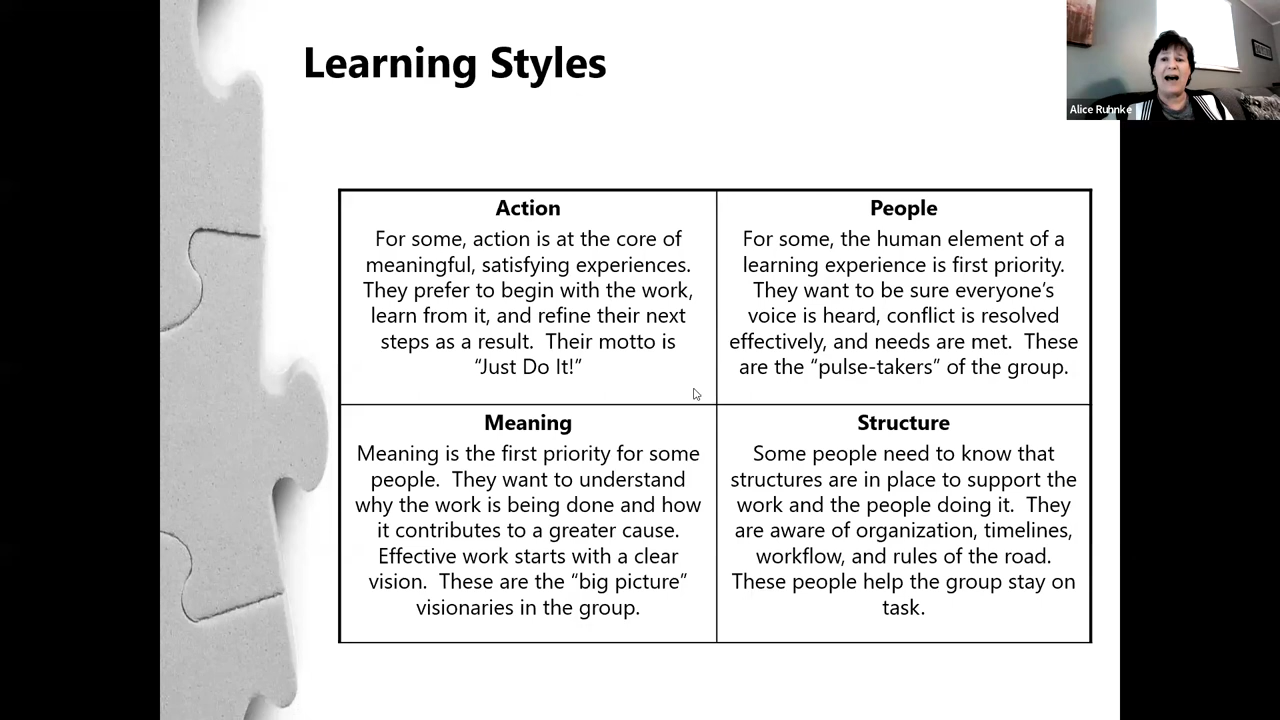 Learning Styles
Alice Ruhnke
Action
For some, action is at the core of
meaningful, satisfying experiences.
They prefer to begin with the work,
learn from it, and refine their next
steps as a result.  Their motto is
“Just Do It!”
People
For some, the human element of a
learning experience is first priority.
They want to be sure everyone’s
voice is heard, conflict is resolved
effectively, and needs are met.  These
are the “pulse-takers” of the group.
Meaning
Meaning is the first priority for some
people.  They want to understand
why the work is being done and how
it contributes to a greater cause.
Effective work starts with a clear
vision.  These are the “big picture”
visionaries in the group.
Structure
Some people need to know that
structures are in place to support the
work and the people doing it.  They
are aware of organization, timelines,
workflow, and rules of the road.
These people help the group stay on
task.